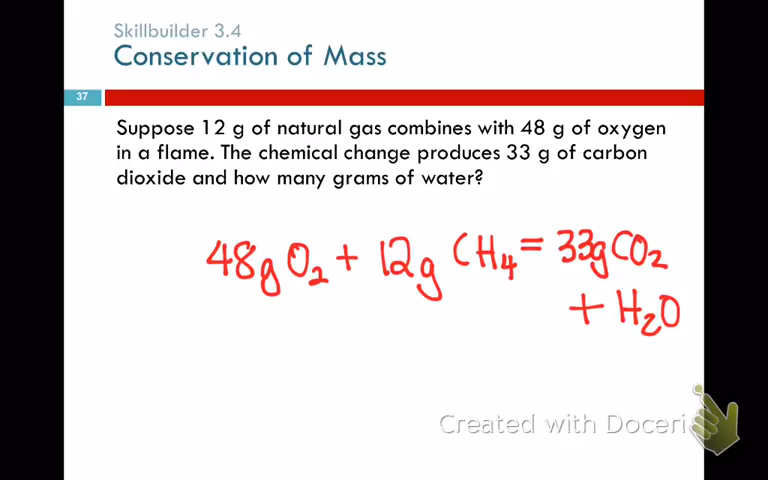 Skillbuilder 3.4
Conservation of Mass
37
Suppose 12 g of natural gas combines with 48 g of oxygen
in a flame. The chemical change produces 33 g of carbon
dioxide and how many grams of water?
48g O₂ + 12g CH₄ = 33g CO₂
+ H₂O
Created with Doceri